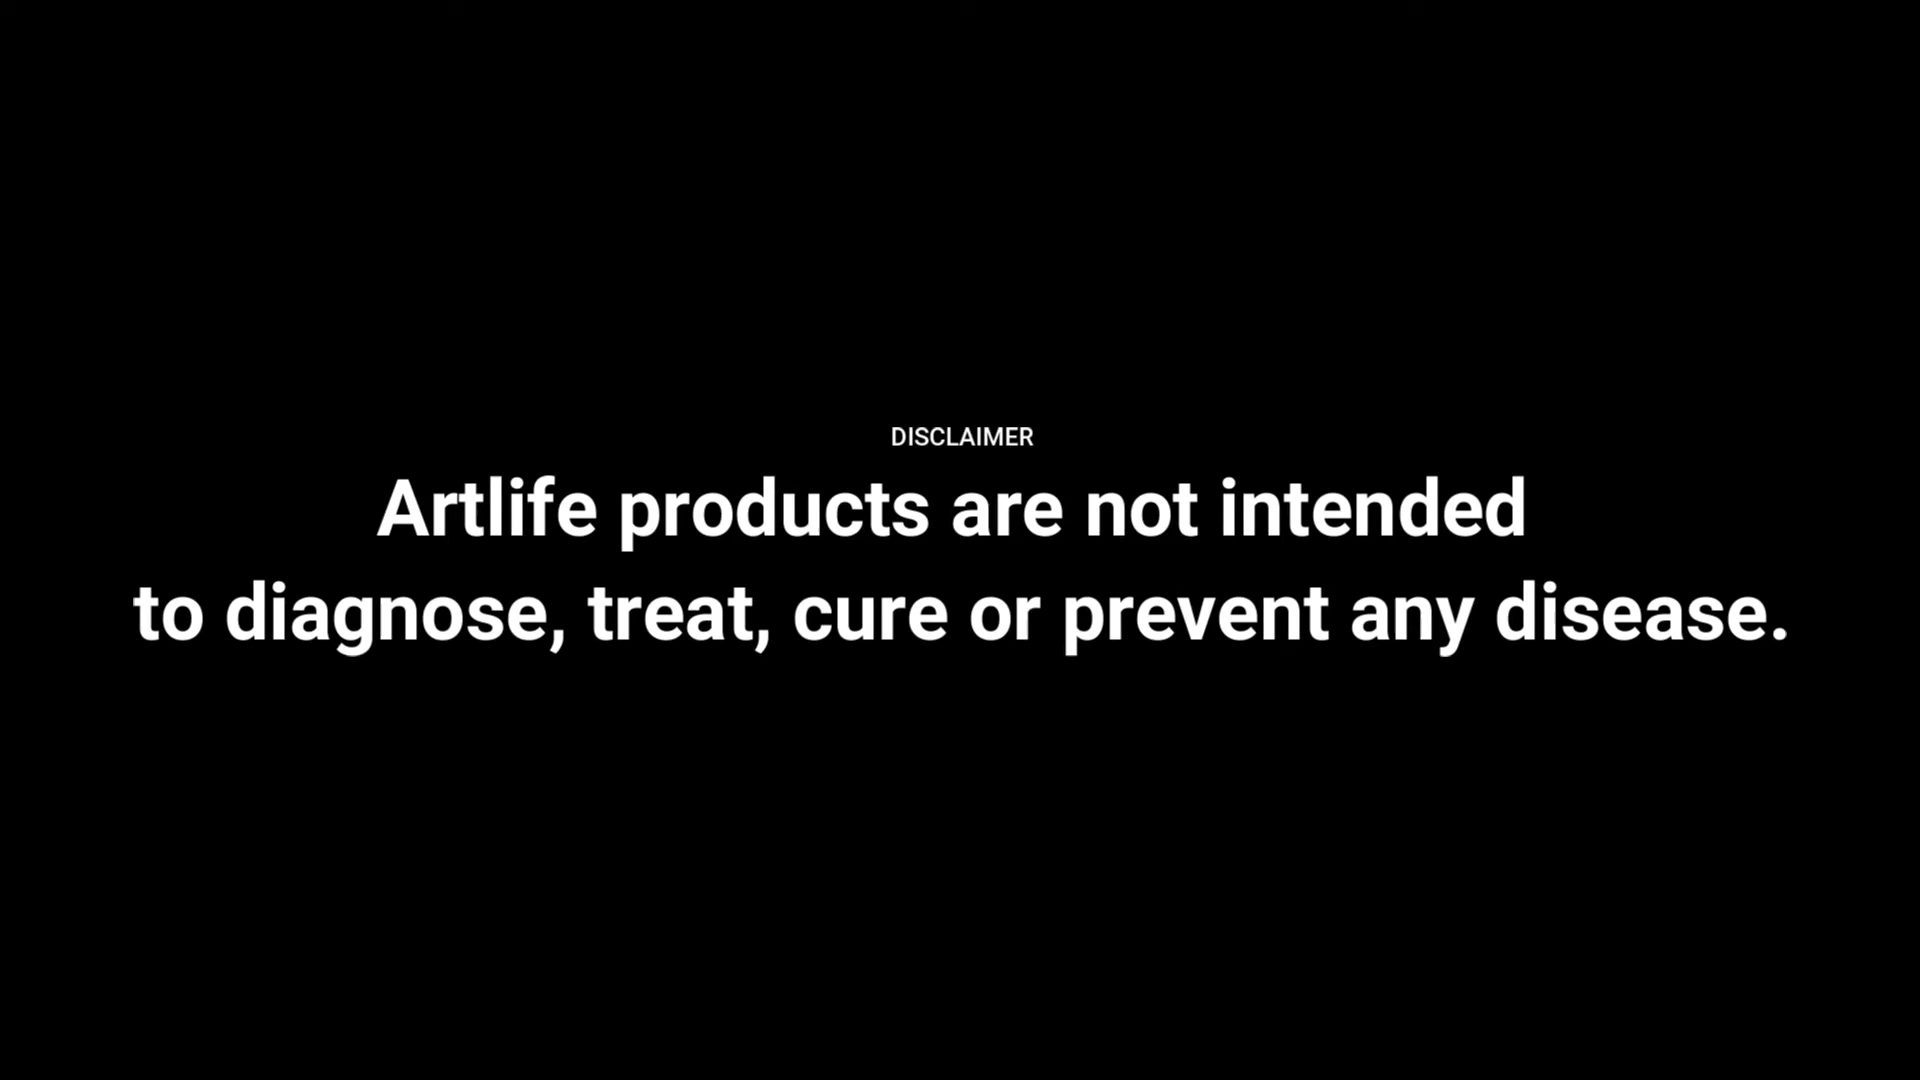 DISCLAIMER
Artlife products are not intended
to diagnose, treat, cure or prevent any disease.